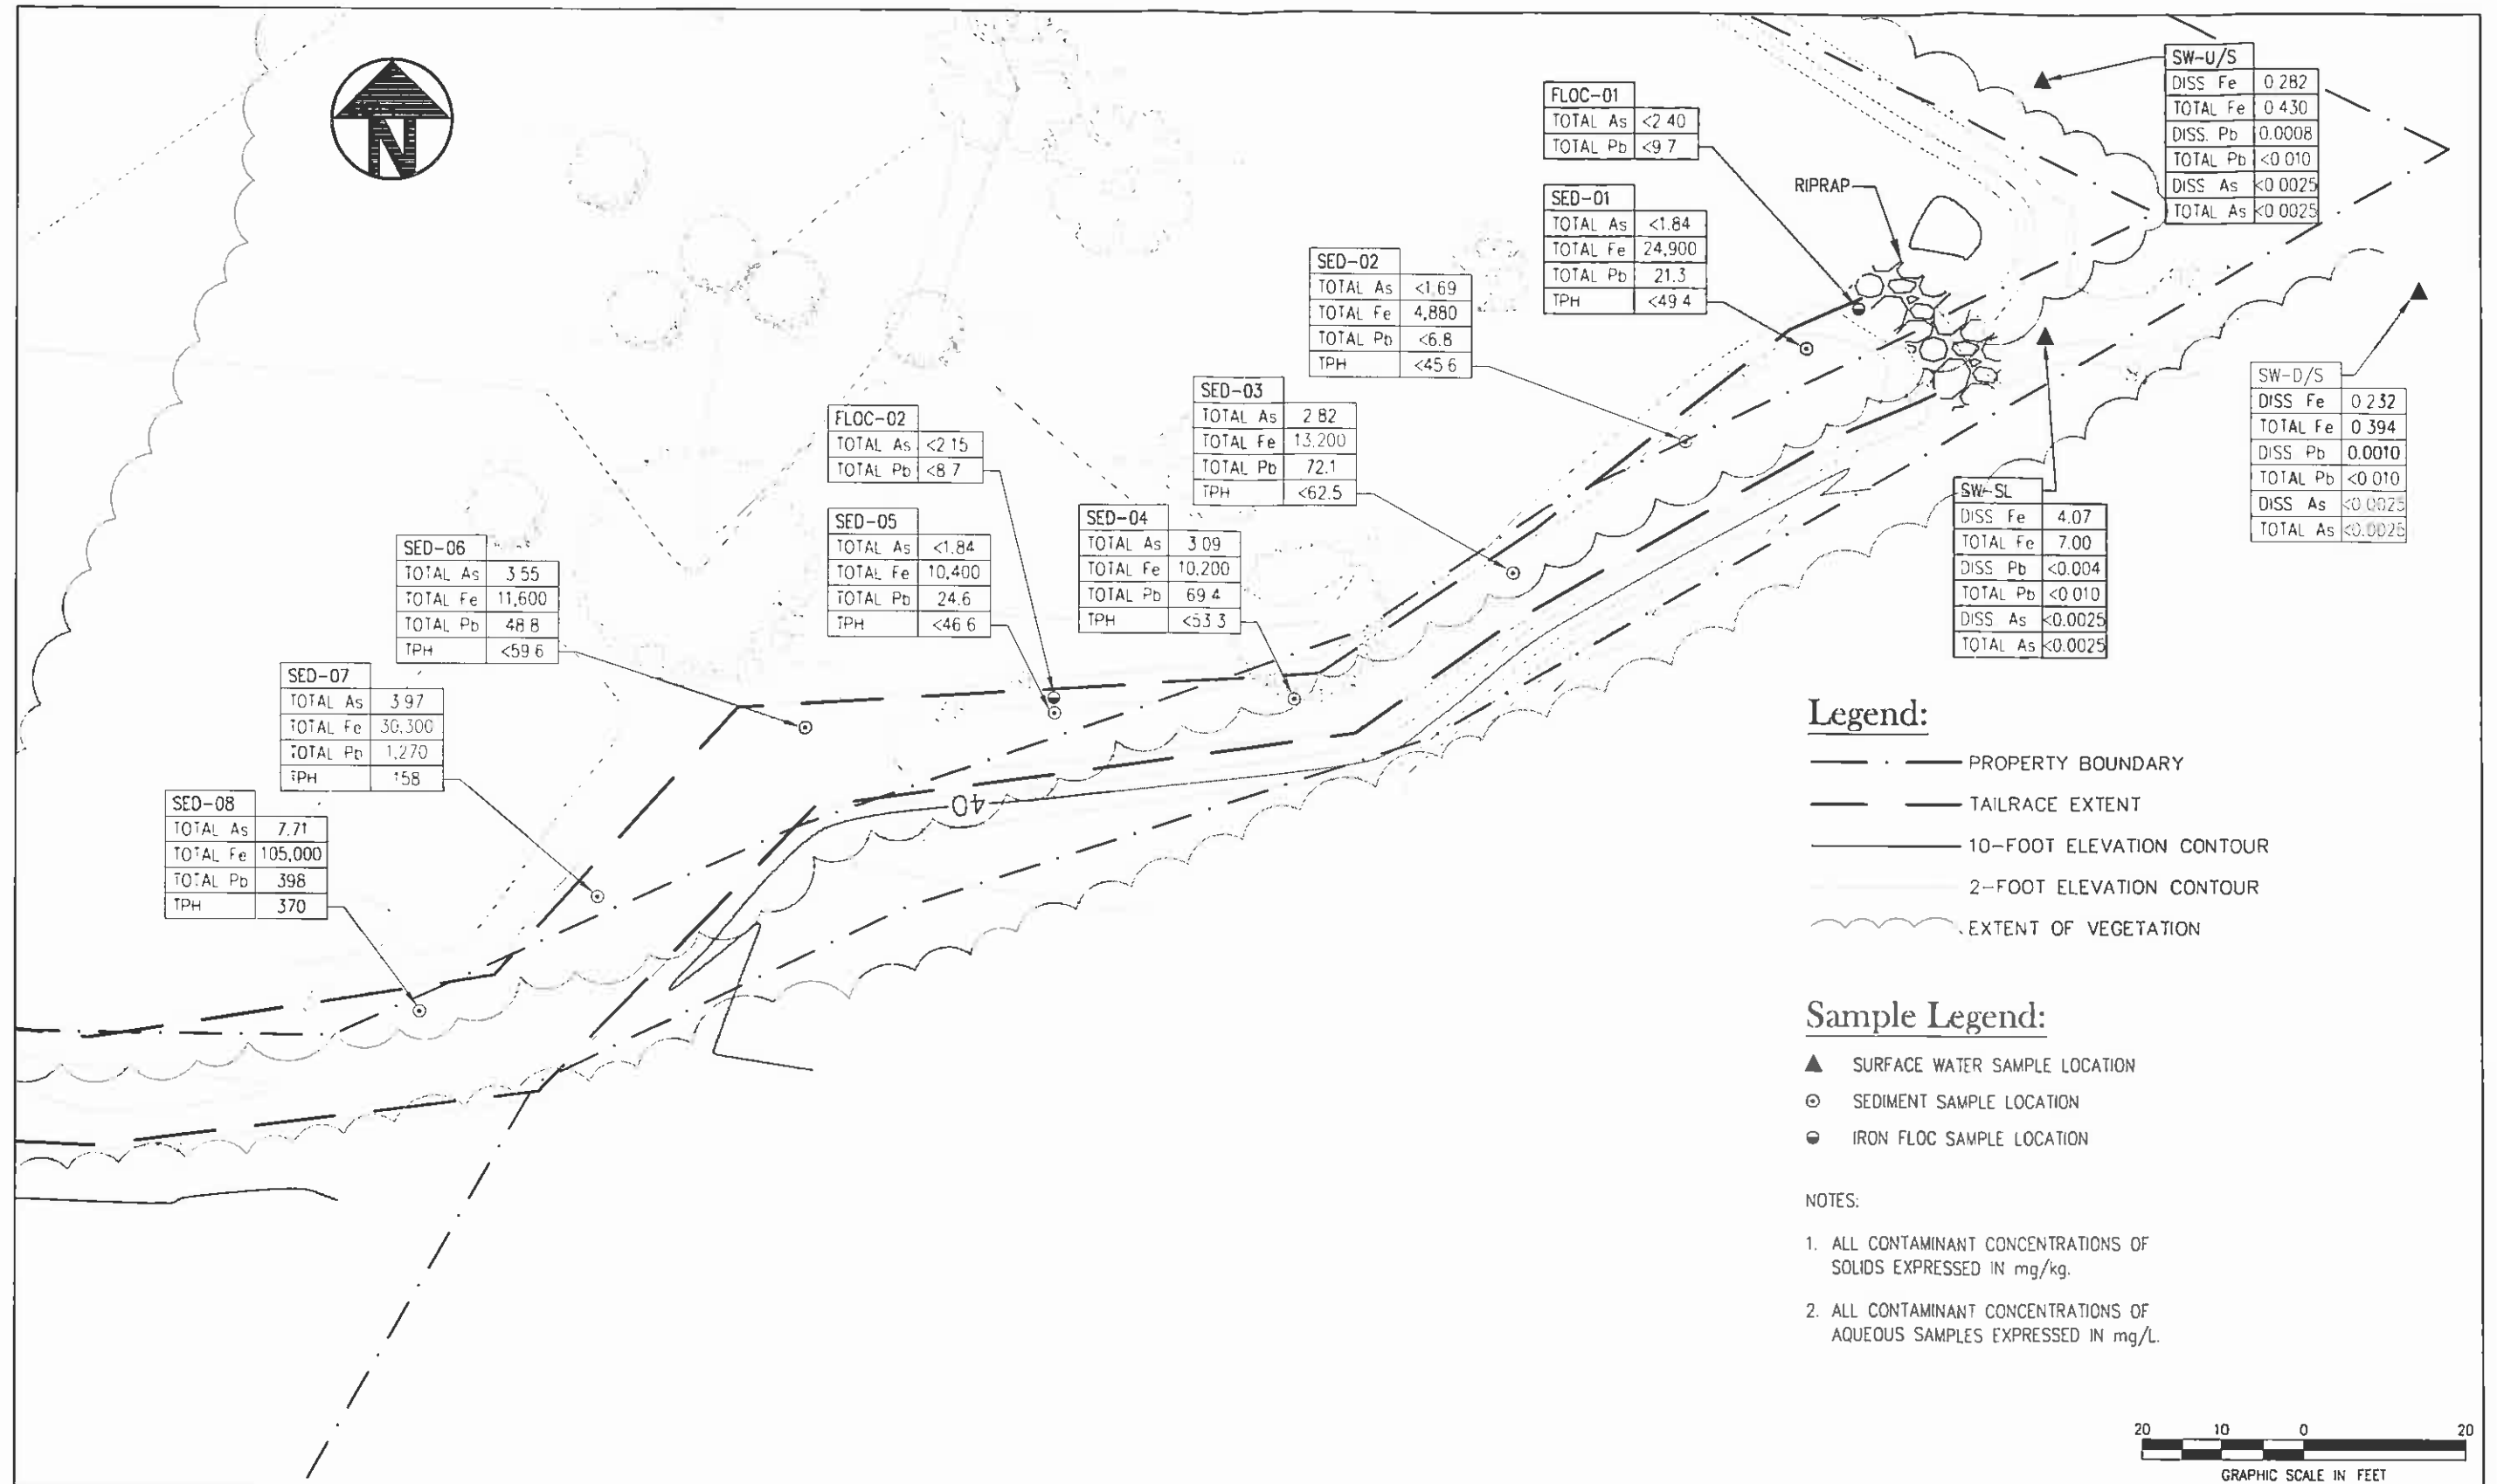 N
SW-U/S
DISS Fe 0.282
TOTAL Fe 0.430
DISS. Pb 0.0008
TOTAL Pb <0.010
DISS As <0.0025
TOTAL As <0.0025
FLOC-01
TOTAL As <2.40
TOTAL Pb <9.7
RIPRAP
SED-01
TOTAL As <1.84
TOTAL Fe 24,900
TOTAL Pb 21.3
TPH <49.4
SED-02
TOTAL As <1.69
TOTAL Fe 4,880
TOTAL Pb <6.8
TPH <45.6
SW-D/S
DISS Fe 0.232
TOTAL Fe 0.394
DISS Pb 0.0010
TOTAL Pb <0.010
DISS As <0.0025
TOTAL As <0.0025
SED-03
TOTAL As 2.82
TOTAL Fe 13,200
TOTAL Pb 72.1
TPH <62.5
FLOC-02
TOTAL As <2.15
TOTAL Pb <8.7
SW-SL
DISS Fe 4.07
TOTAL Fe 7.00
DISS Pb <0.004
TOTAL Pb <0.010
DISS As <0.0025
TOTAL As <0.0025
SED-04
TOTAL As 3.09
TOTAL Fe 10,200
TOTAL Pb 69.4
TPH <53.3
SED-05
TOTAL As <1.84
TOTAL Fe 10,400
TOTAL Pb 24.6
TPH <46.6
SED-06
TOTAL As 3.55
TOTAL Fe 11,600
TOTAL Pb 48.8
TPH <59.6
SED-07
TOTAL As 3.97
TOTAL Fe 30,300
TOTAL Pb 1,270
TPH 158
SED-08
TOTAL As 7.71
TOTAL Fe 105,000
TOTAL Pb 398
TPH 370
40
Legend:
PROPERTY BOUNDARY
TAILRACE EXTENT
10-FOOT ELEVATION CONTOUR
2-FOOT ELEVATION CONTOUR
EXTENT OF VEGETATION
Sample Legend:
SURFACE WATER SAMPLE LOCATION
SEDIMENT SAMPLE LOCATION
IRON FLOC SAMPLE LOCATION
NOTES:
1. ALL CONTAMINANT CONCENTRATIONS OF
SOLIDS EXPRESSED IN mg/kg.
2. ALL CONTAMINANT CONCENTRATIONS OF
AQUEOUS SAMPLES EXPRESSED IN mg/L.
20 10 0 20
GRAPHIC SCALE IN FEET